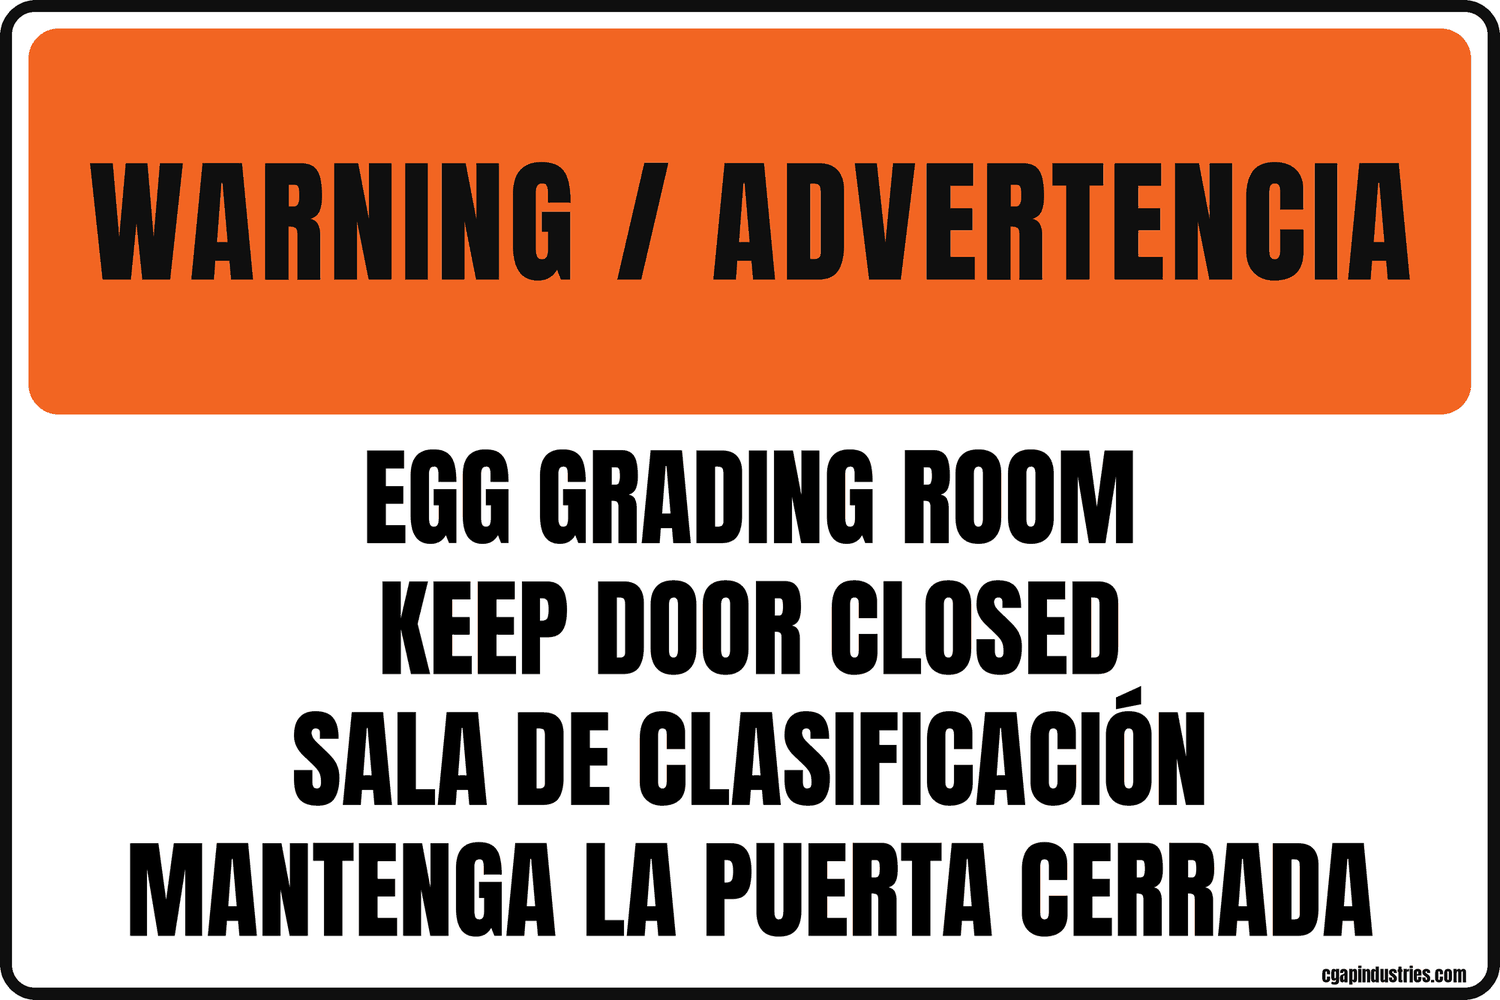 WARNING / ADVERTENCIA
EGG GRADING ROOM
KEEP DOOR CLOSED
SALA DE CLASIFICACIÓN
MANTENGA LA PUERTA CERRADA
cgapindustries.com